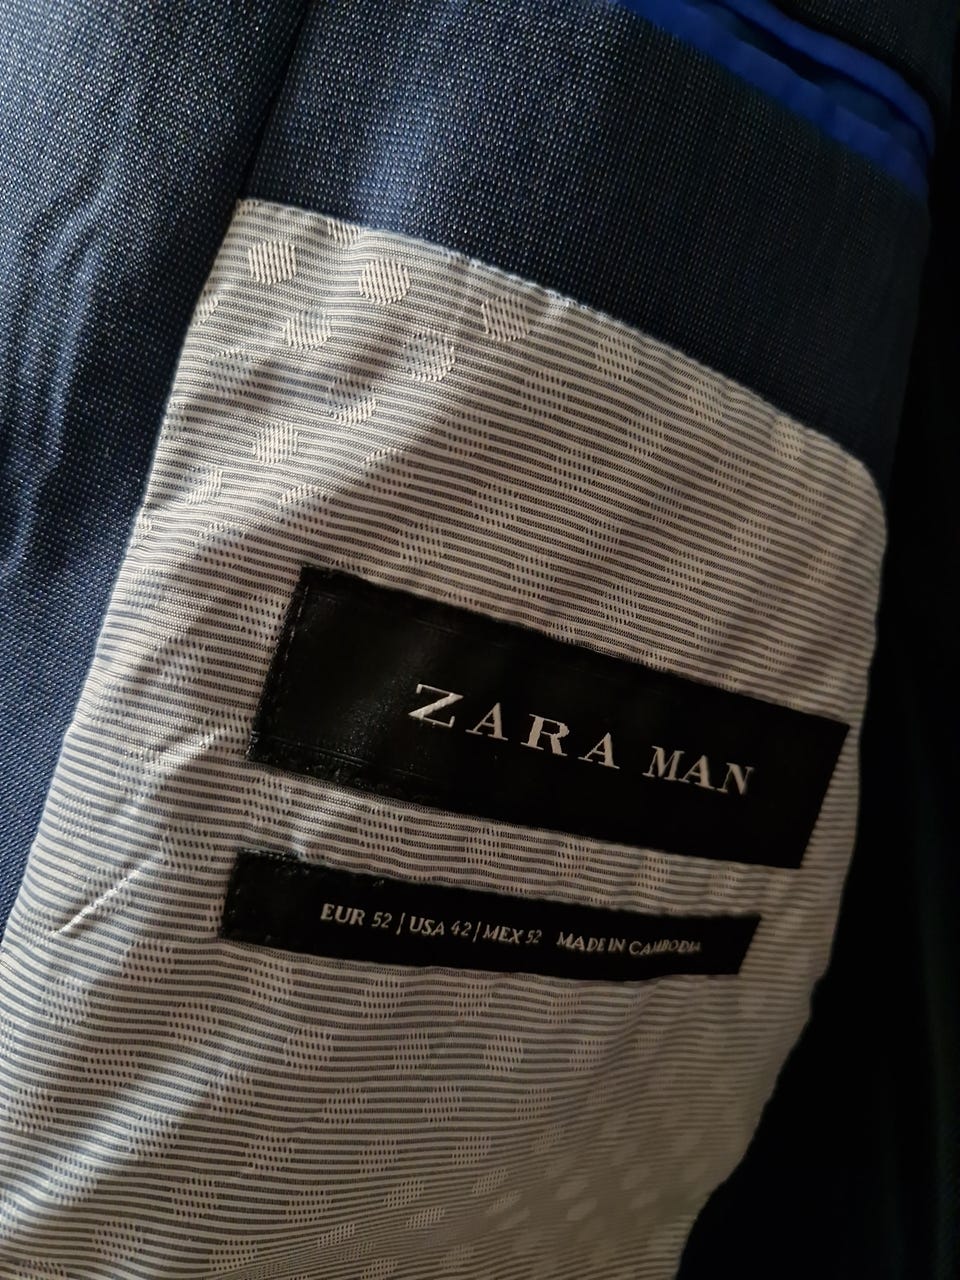 ZARA MAN
EUR 52 | USA 42 | MEX 52 MADE IN CAMBODIA